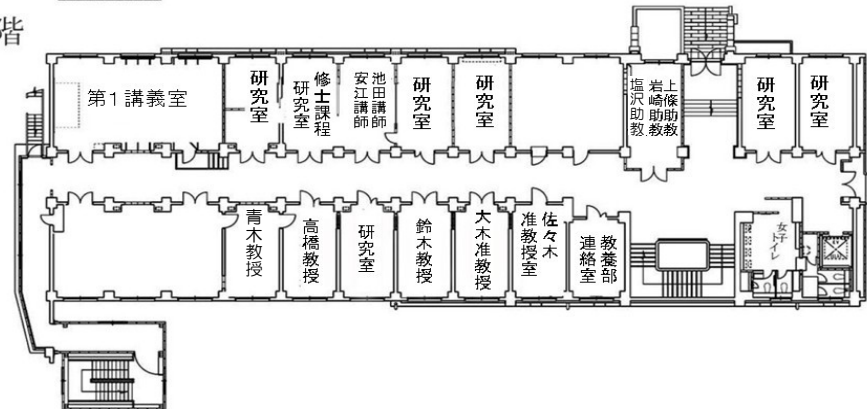 階
第1講義室
研究室
修士課程
研究室
池田講師
安江講師
研究室
研究室
上條助教
岩崎助教
塩沢助教
研究室
研究室
青木教授
高橋教授
研究室
鈴木教授
大木准教授
佐々木
准教授室
教養部
連絡室
女子
トイレ